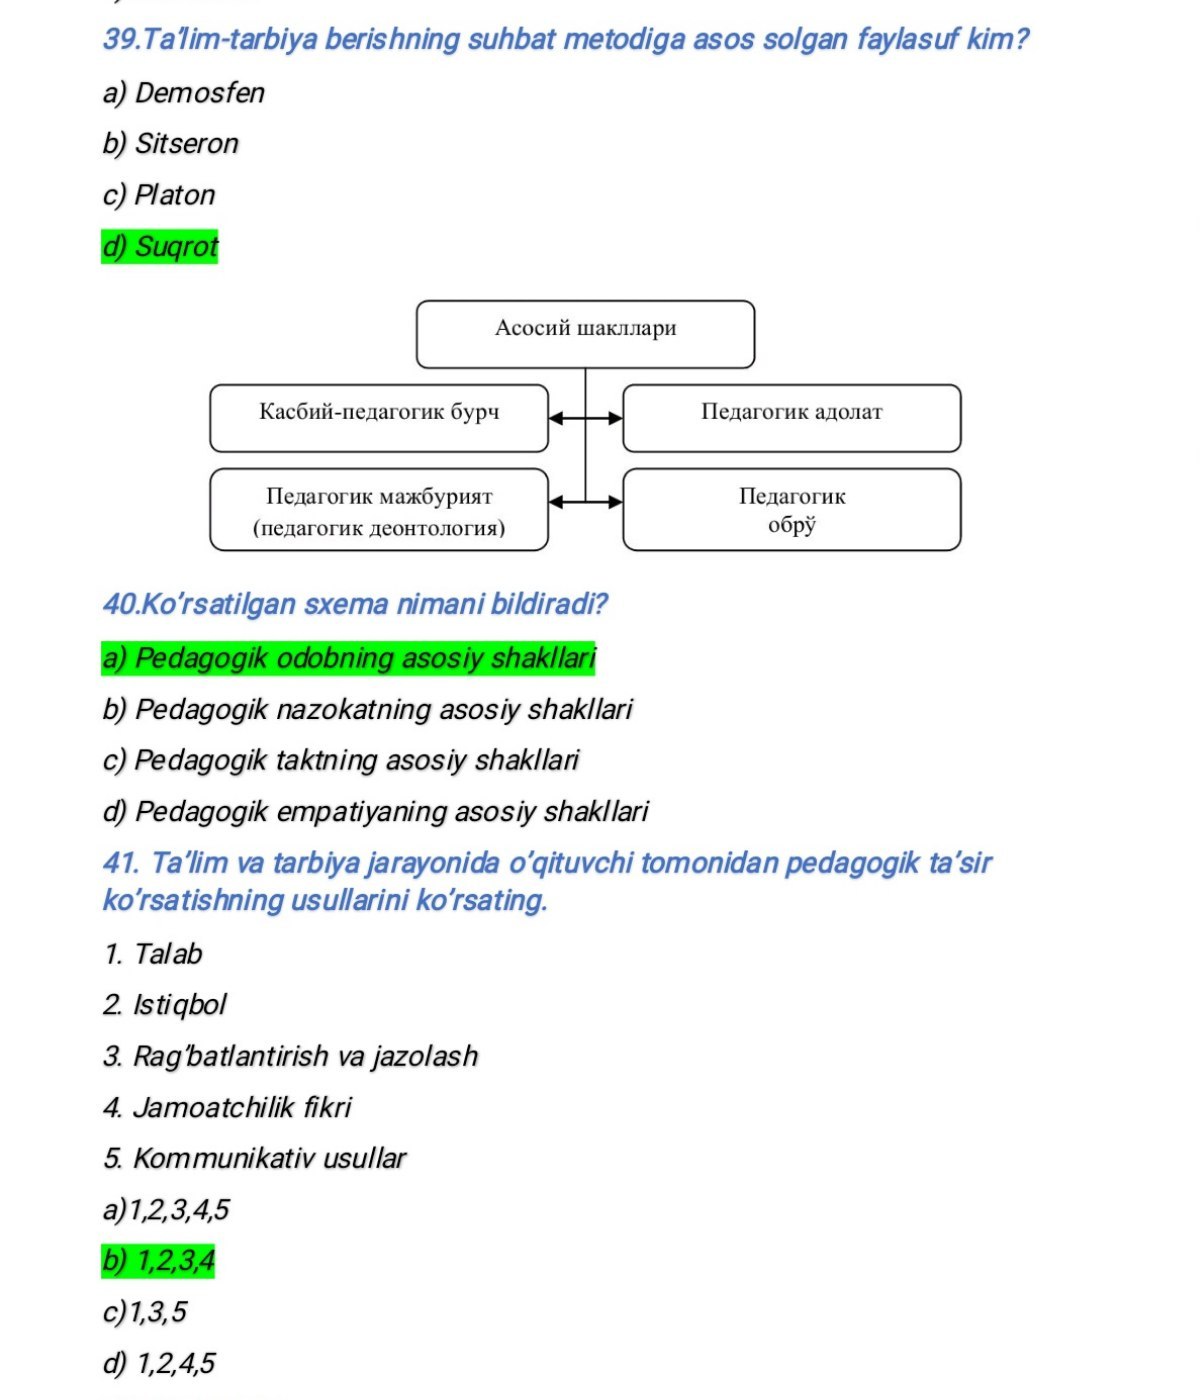 39.Ta'lim-tarbiya berishning suhbat metodiga asos solgan faylasuf kim?
a) Demosfen
b) Sitseron
c) Platon
d) Suqrot
Асосий шакллари
Касбий-педагогик бурч
Педагогик адолат
Педагогик мажбурият
(педагогик деонтология)
Педагогик
обрў
40.Ko'rsatilgan sxema nimani bildiradi?
a) Pedagogik odobning asosiy shakllari
b) Pedagogik nazokatning asosiy shakllari
c) Pedagogik taktning asosiy shakllari
d) Pedagogik empatiyaning asosiy shakllari
41. Ta'lim va tarbiya jarayonida o'qituvchi tomonidan pedagogik ta'sir
ko'rsatishning usullarini ko'rsating.
1. Talab
2. Istiqbol
3. Rag'batlantirish va jazolash
4. Jamoatchilik fikri
5. Kommunikativ usullar
a)1,2,3,4,5
b) 1,2,3,4
c)1,3,5
d) 1,2,4,5